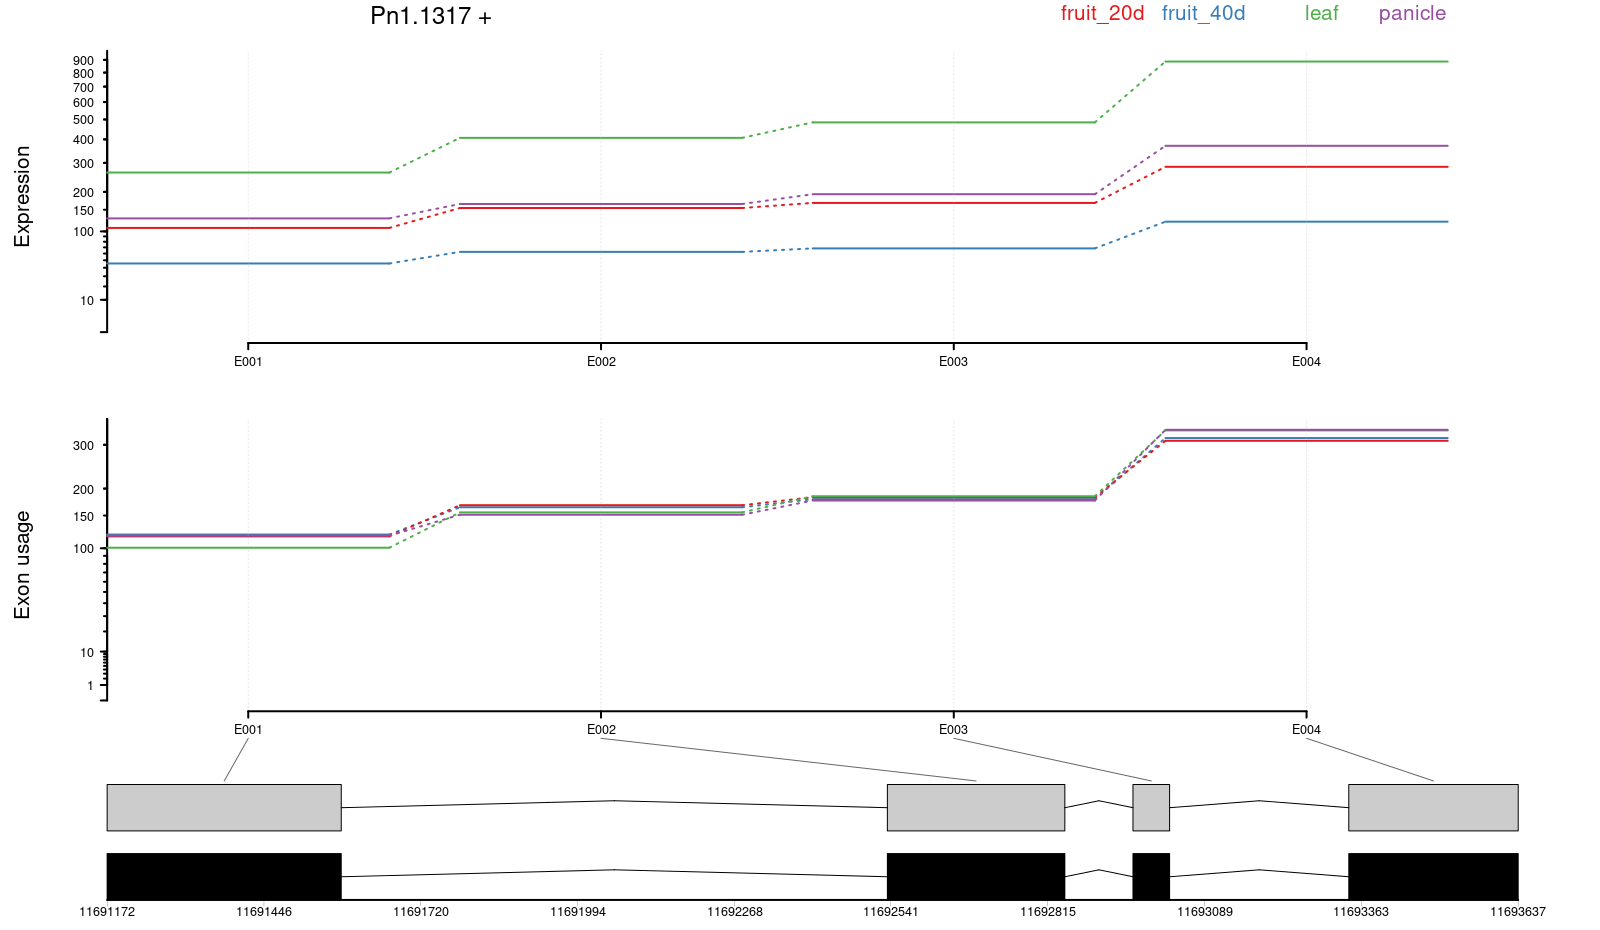 Pn1.1317 +
fruit_20d fruit_40d leaf panicle
Expression
900
800
700
600
500
400
300
200
150
100
10
E001 E002 E003 E004
Exon usage
300
200
150
100
10
1
E001 E002 E003 E004
11691172 11691446 11691720 11691994 11692268 11692541 11692815 11693089 11693363 11693637